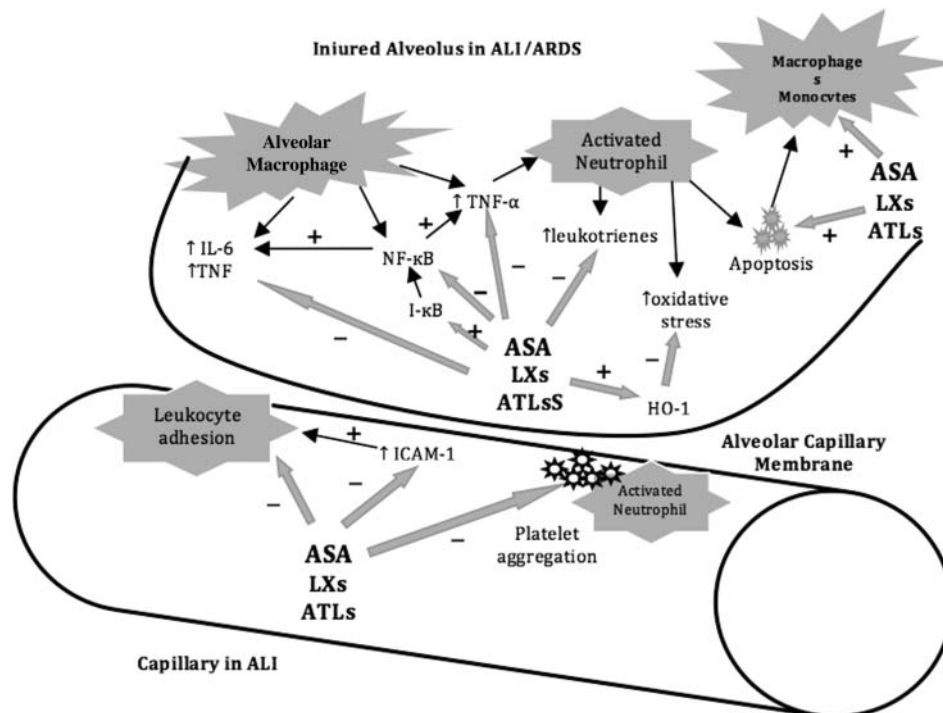 Iniured Alveolus in ALI/ARDS
Macrophage
s
Monocytes
Alveolar
Macrophage
Activated
Neutrophil
+
ASA
LXs
ATLs
+
↑ TNF-α
+
+
↑ IL-6
↑TNF
NF-κB
↑leukotrienes
Apoptosis
−
−
−
I-κB
+
↑oxidative
stress
−
ASA
LXs
ATLsS
+
−
HO-1
Leukocyte
adhesion
+
↑ ICAM-1
Alveolar Capillary
Membrane
−
−
Activated
Neutrophil
Platelet
aggregation
−
ASA
LXs
ATLs
Capillary in ALI